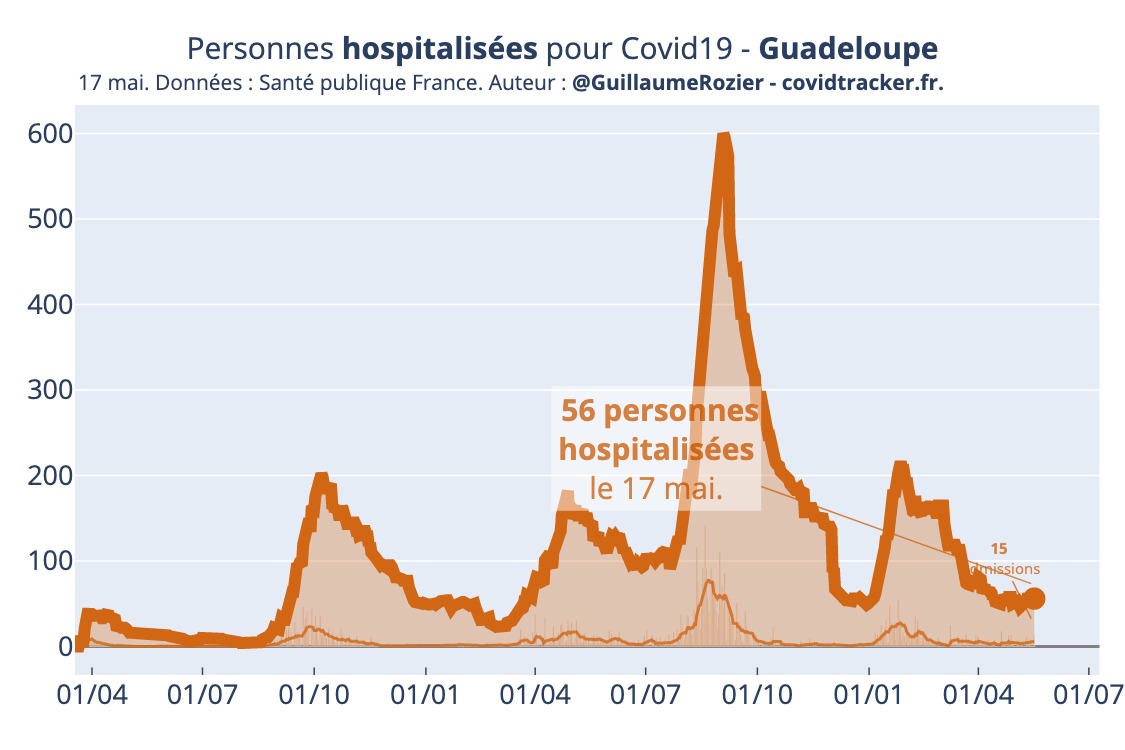 Personnes hospitalisées pour Covid19 - Guadeloupe
17 mai. Données : Santé publique France. Auteur : @GuillaumeRozier - covidtracker.fr.
600
500
400
300
56 personnes
hospitalisées
le 17 mai.
200
100
15
admissions
0
01/04 01/07 01/10 01/01 01/04 01/07 01/10 01/01 01/04 01/07